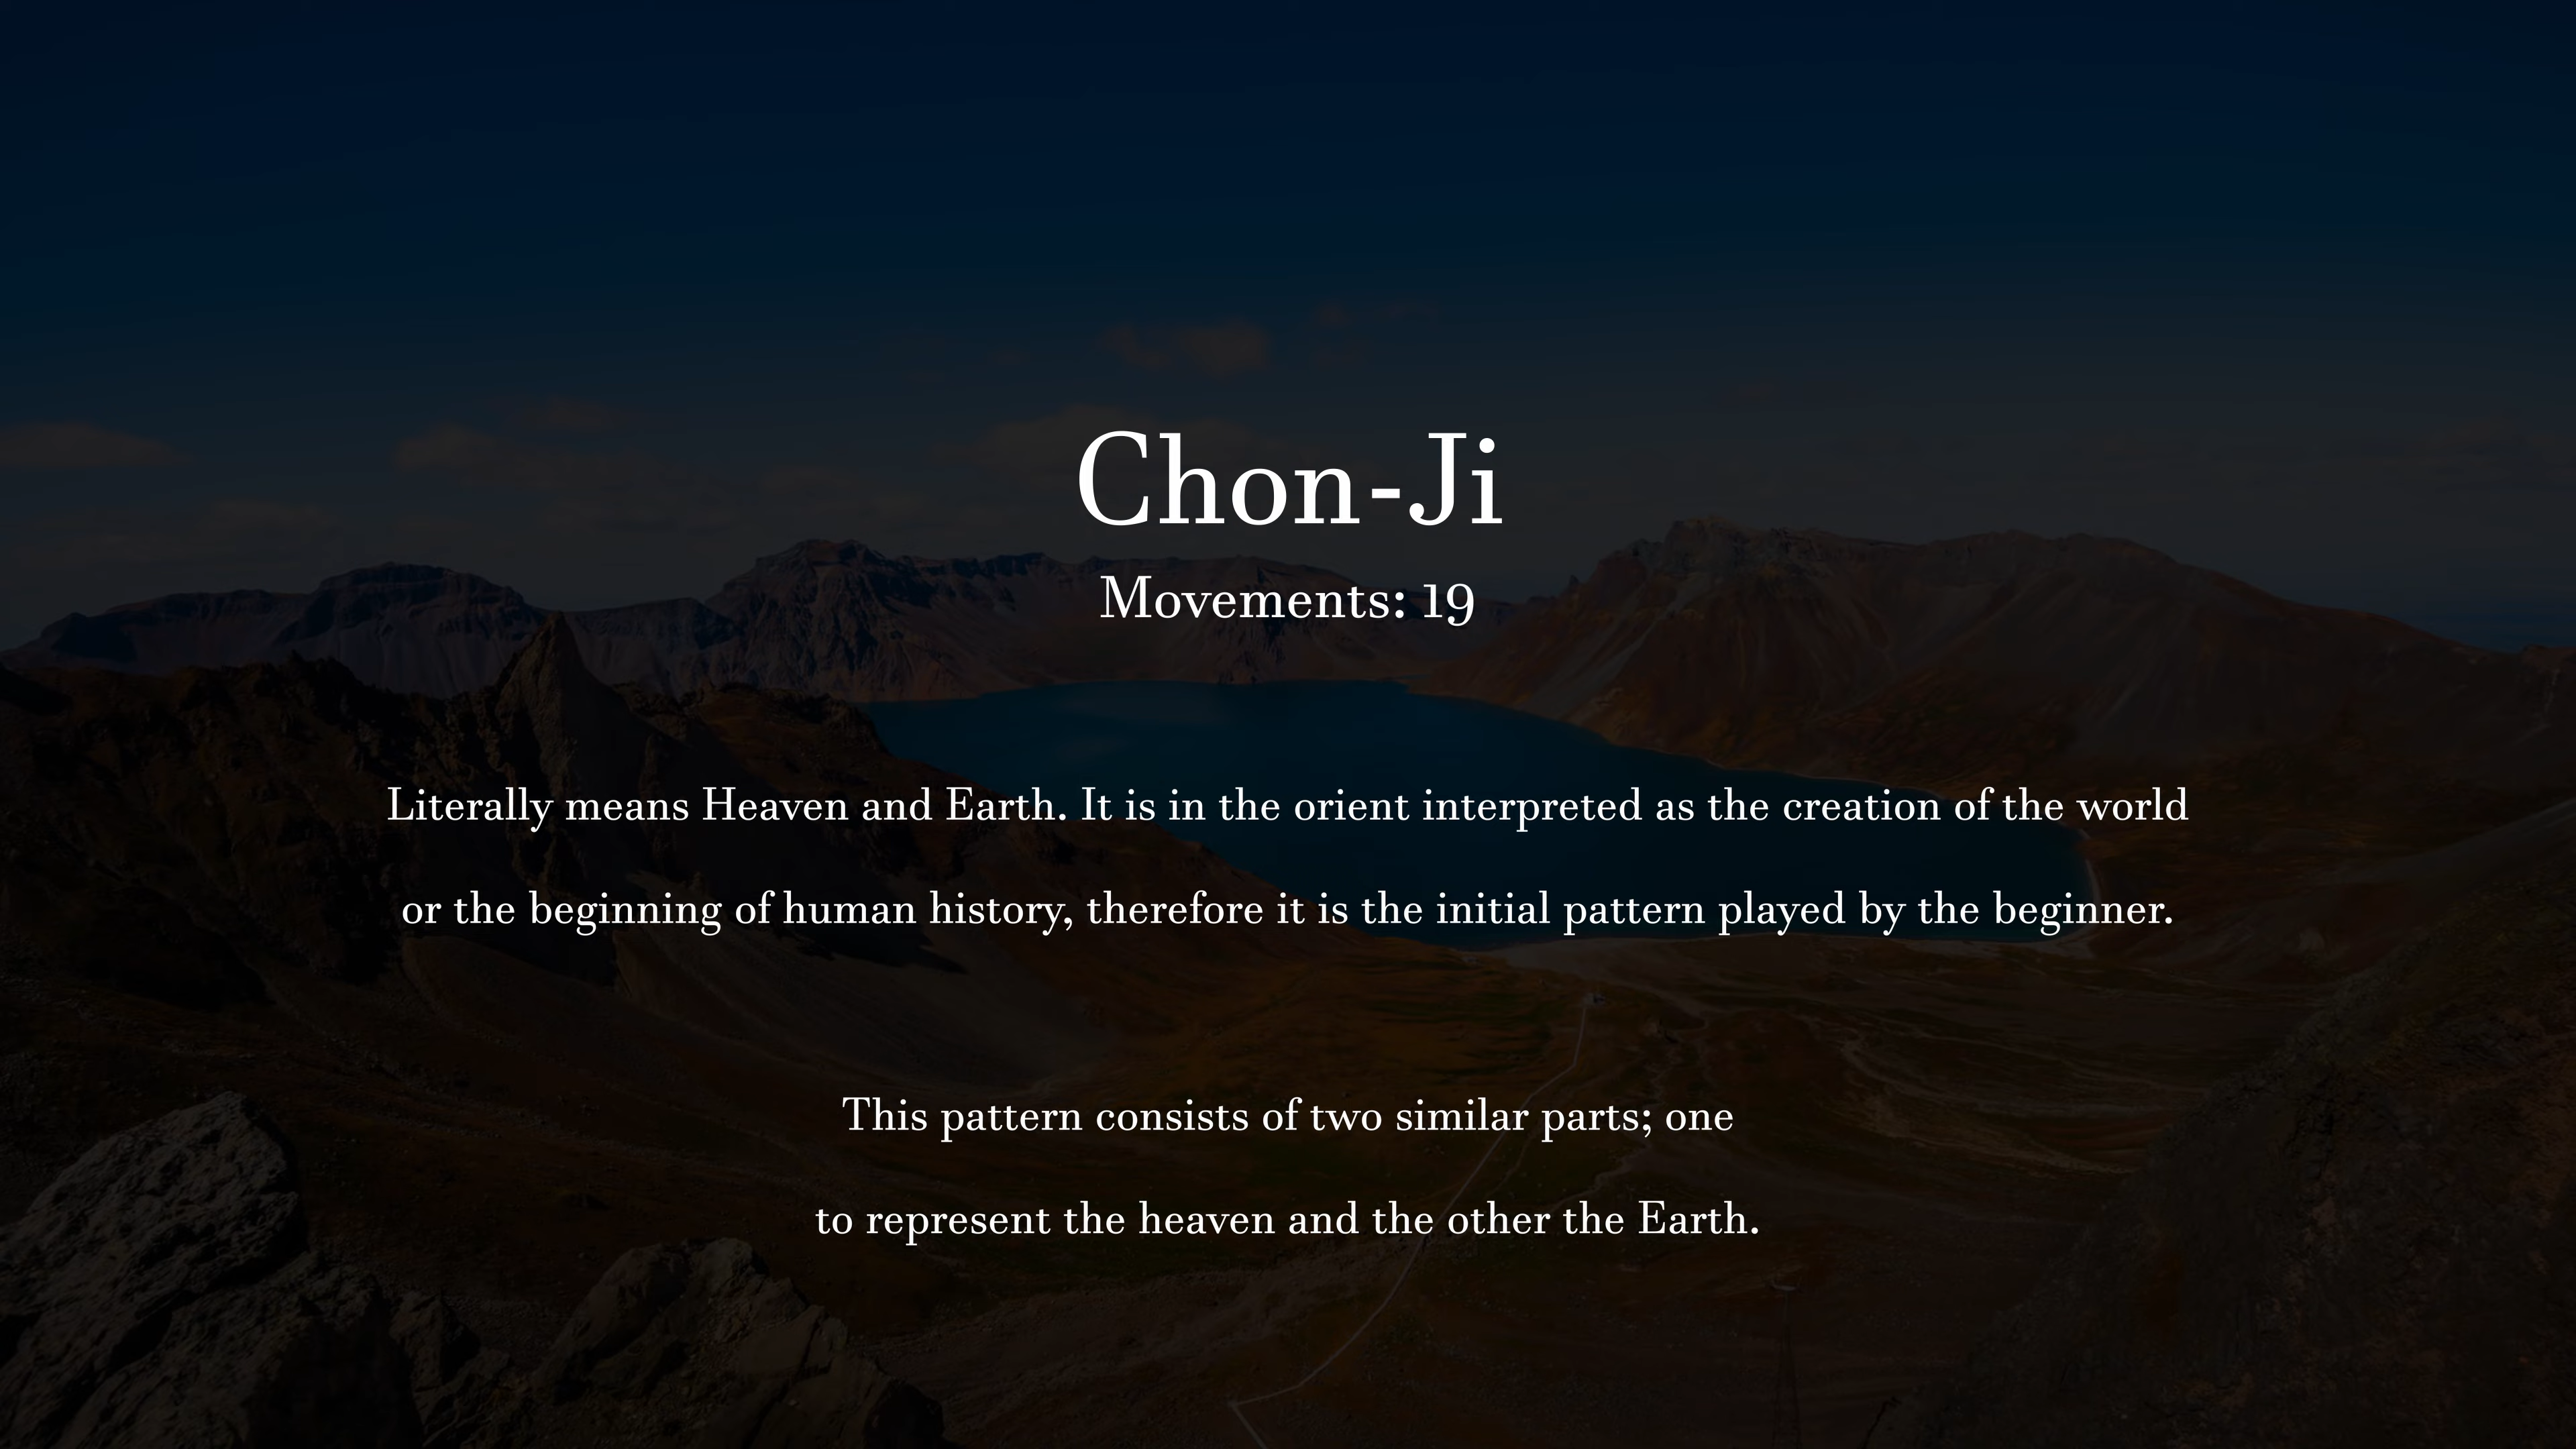 Chon-Ji
Movements: 19
Literally means Heaven and Earth. It is in the orient interpreted as the creation of the world
or the beginning of human history, therefore it is the initial pattern played by the beginner.
This pattern consists of two similar parts; one
to represent the heaven and the other the Earth.